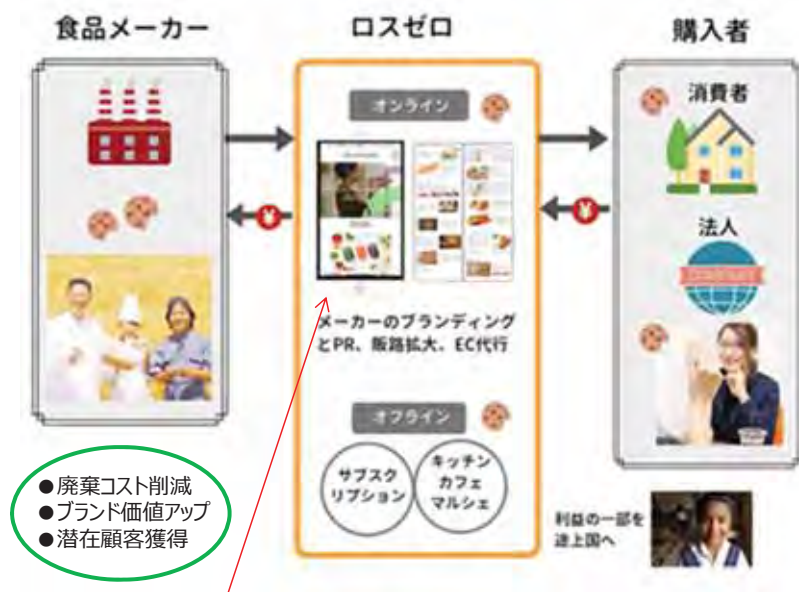 食品メーカー
ロスゼロ
購入者
オンライン
消費者
¥
¥
法人
メーカーのブランディング
とPR、販路拡大、EC代行
オフライン
サブスク
リプション
キッチン
カフェ
マルシェ
●廃棄コスト削減
●ブランド価値アップ
●潜在顧客獲得
利益の一部を
途上国へ